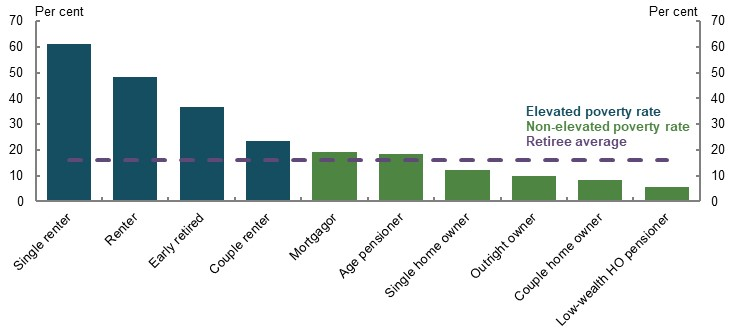 Per cent Per cent
70 70
60 60
50 50
40 40
30 30
20 20
10 10
0 0
Elevated poverty rate
Non-elevated poverty rate
Retiree average
Single renter
Renter
Early retired
Couple renter
Mortgagor
Age pensioner
Single home owner
Outright owner
Couple home owner
Low-wealth HO pensioner